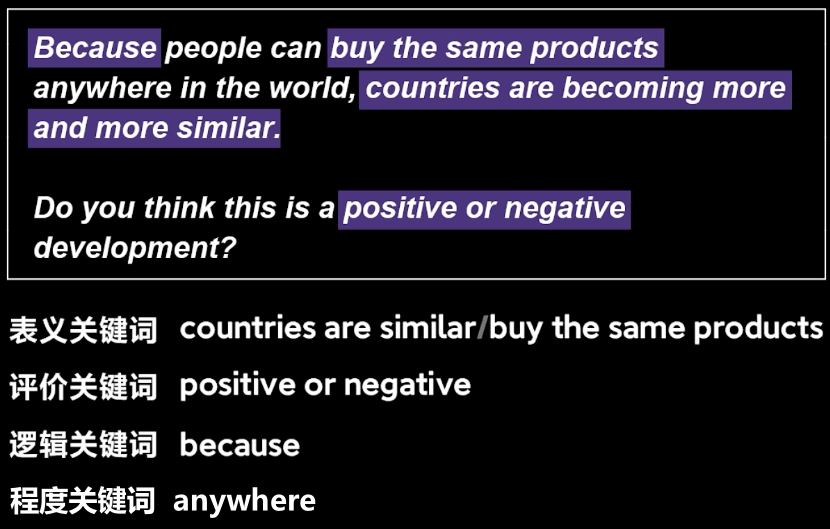 Because people can buy the same products
anywhere in the world, countries are becoming more
and more similar.
Do you think this is a positive or negative
development?
表义关键词 countries are similar/buy the same products
评价关键词 positive or negative
逻辑关键词 because
程度关键词 anywhere